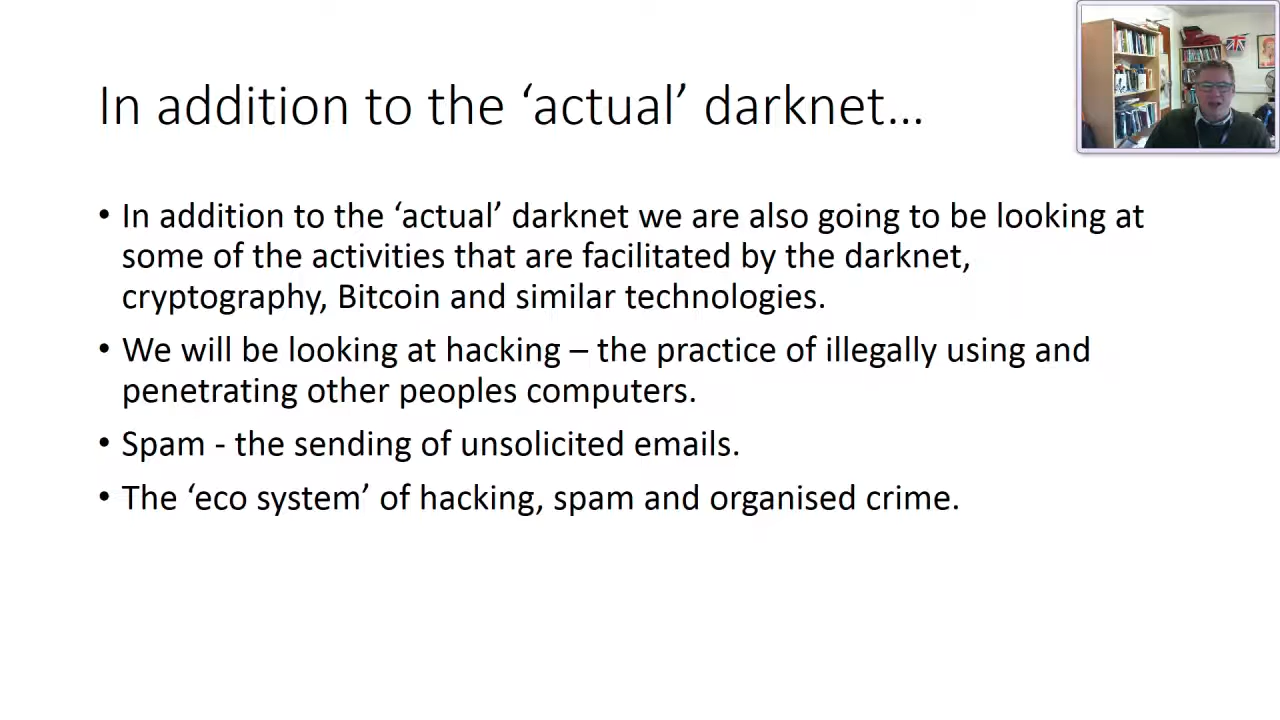 In addition to the ‘actual’ darknet…
• In addition to the ‘actual’ darknet we are also going to be looking at
some of the activities that are facilitated by the darknet,
cryptography, Bitcoin and similar technologies.
• We will be looking at hacking – the practice of illegally using and
penetrating other peoples computers.
• Spam - the sending of unsolicited emails.
• The ‘eco system’ of hacking, spam and organised crime.